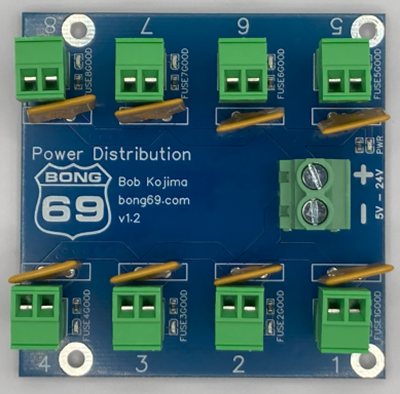 8 7 6 5
FUSE8GOOD
FUSE7GOOD
FUSE6GOOD
FUSE5GOOD
PWR
Power Distribution
BONG
69
Bob Kojima
bong69.com
v1.2
+
-
5V - 24V
FUSE4GOOD
FUSE3GOOD
FUSE2GOOD
FUSE1GOOD
4 3 2 1